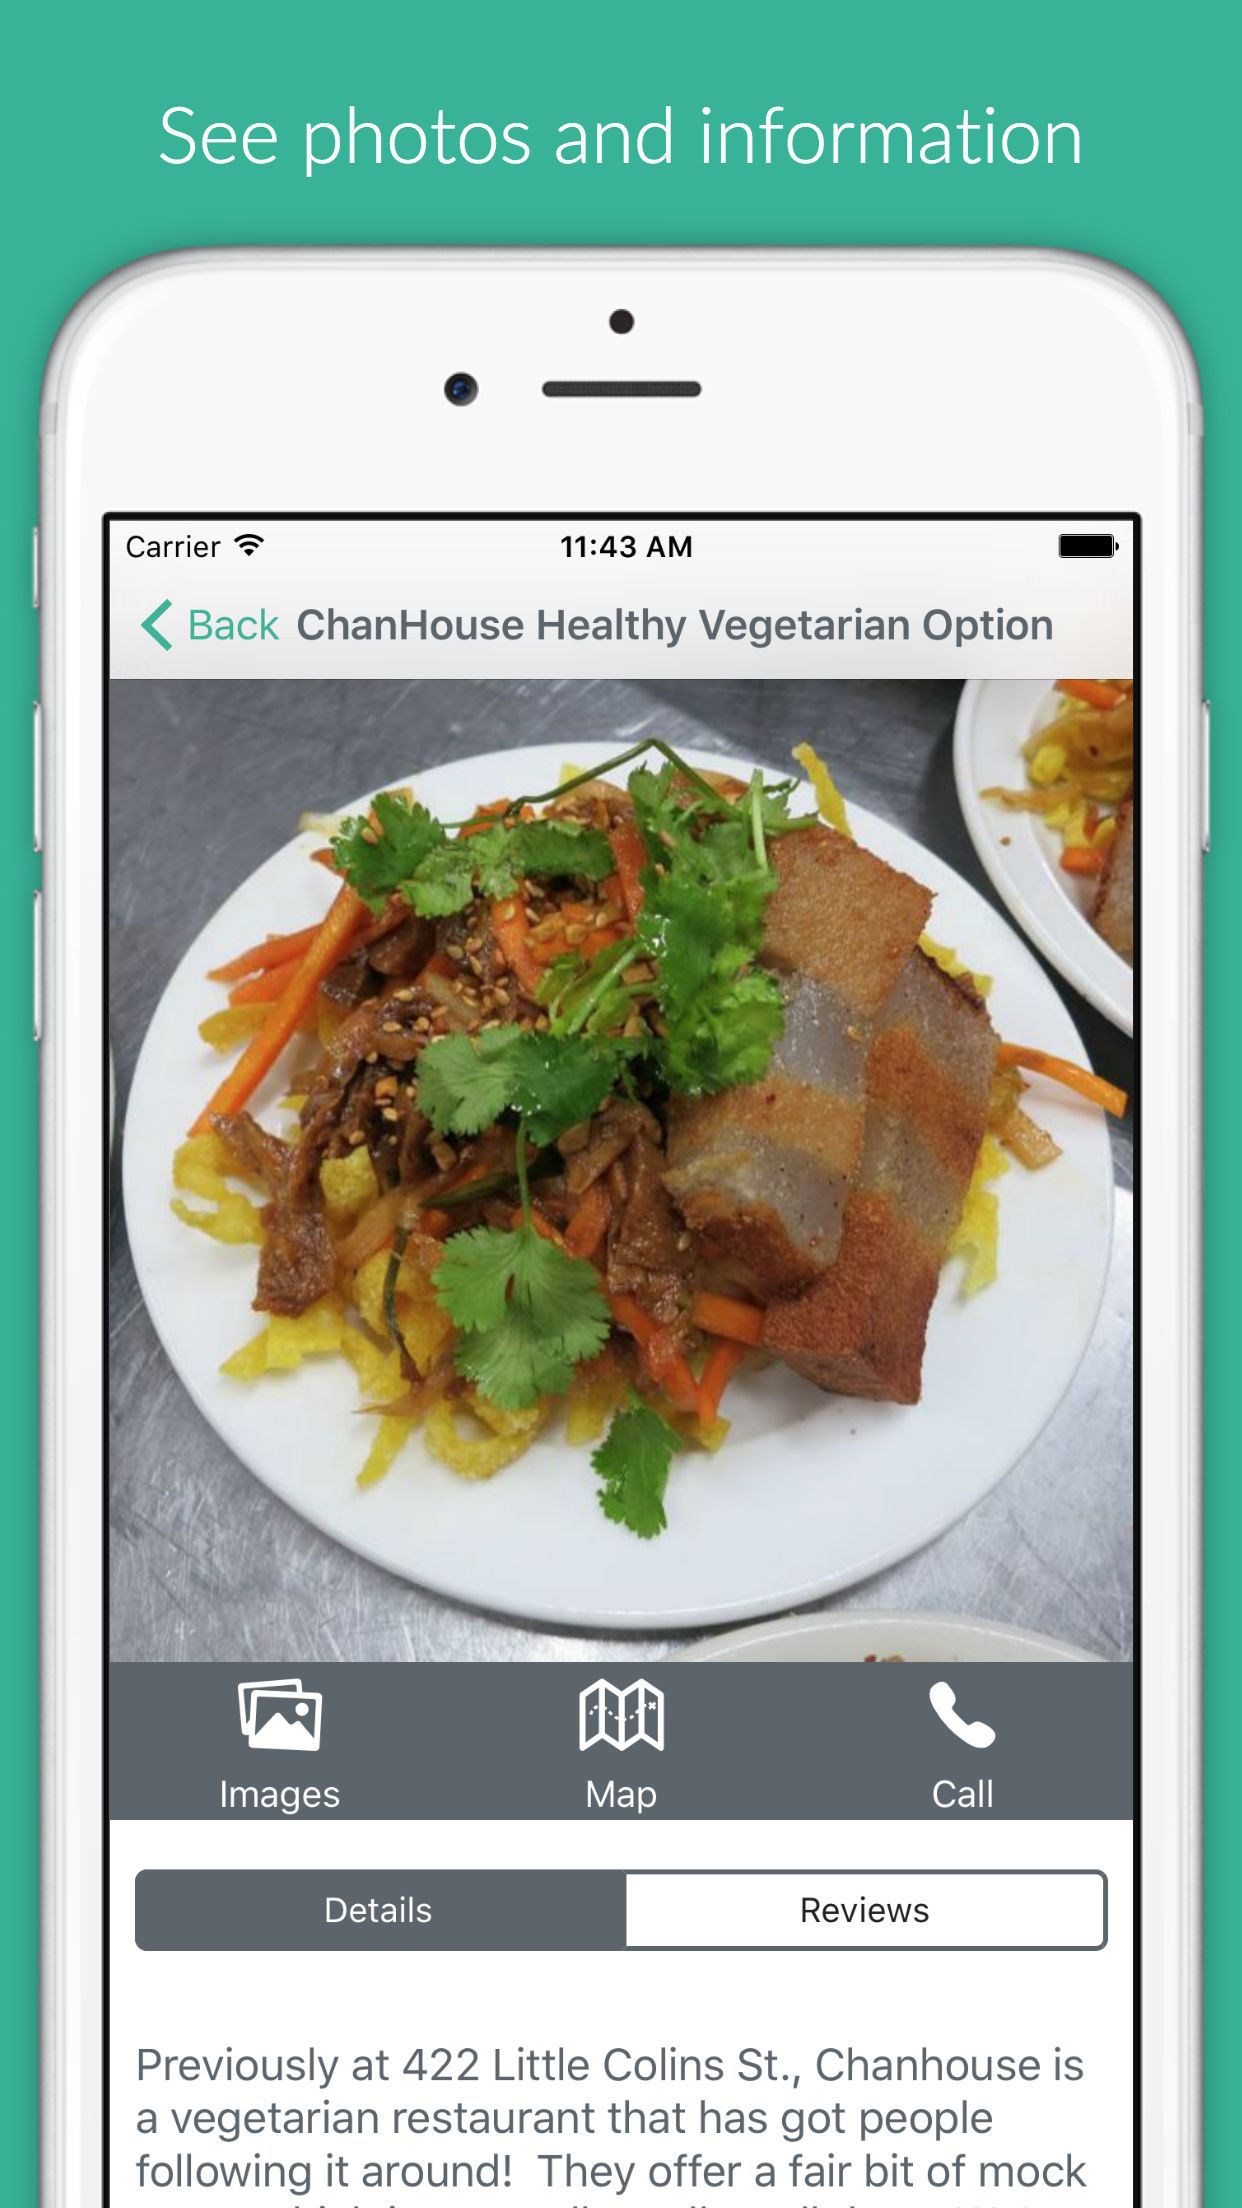 See photos and information
Carrier 11:43 AM
Back ChanHouse Healthy Vegetarian Option
Images Map Call
Details Reviews
Previously at 422 Little Colins St., Chanhouse is
a vegetarian restaurant that has got people
following it around!  They offer a fair bit of mock